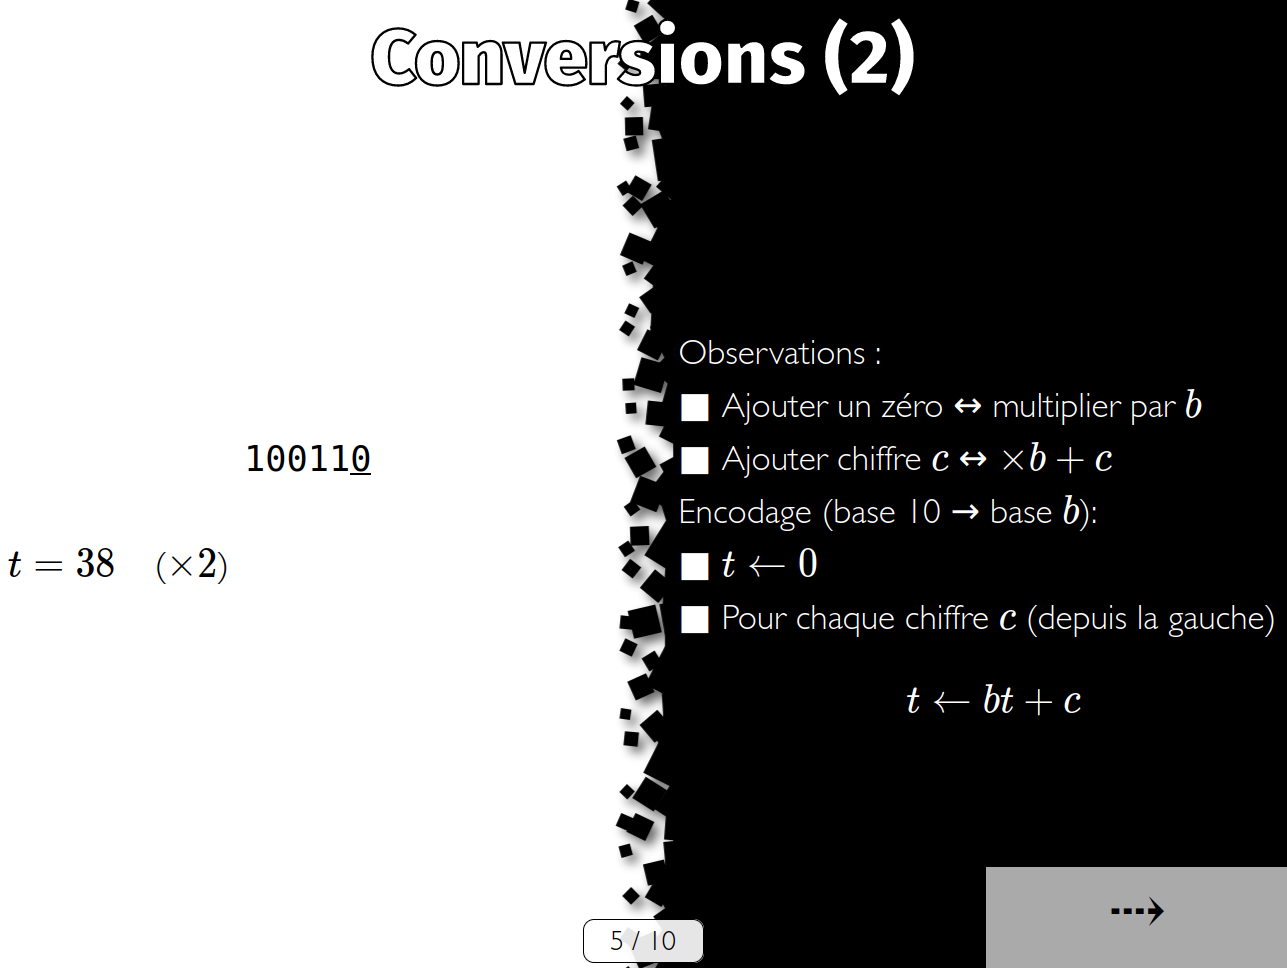 Conversions (2)
100110
t = 38 (×2)
Observations :
Ajouter un zéro ↔ multiplier par b
Ajouter chiffre c ↔ ×b + c
Encodage (base 10 → base b):
t ← 0
Pour chaque chiffre c (depuis la gauche)
t ← bt + c
5 / 10